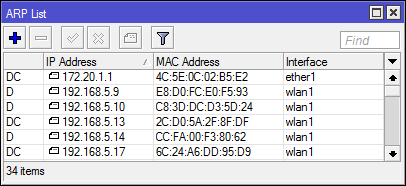 ARP List
Find
IP Address MAC Address Interface
DC 172.20.1.1 4C:5E:0C:02:B5:E2 ether1
D 192.168.5.9 E8:D0:FC:E0:F5:93 wlan1
D 192.168.5.10 C8:3D:DC:D3:5D:24 wlan1
DC 192.168.5.13 2C:D0:5A:2F:8F:DF wlan1
D 192.168.5.14 CC:FA:00:F3:80:62 wlan1
DC 192.168.5.17 6C:24:A6:DD:95:D9 wlan1
34 items